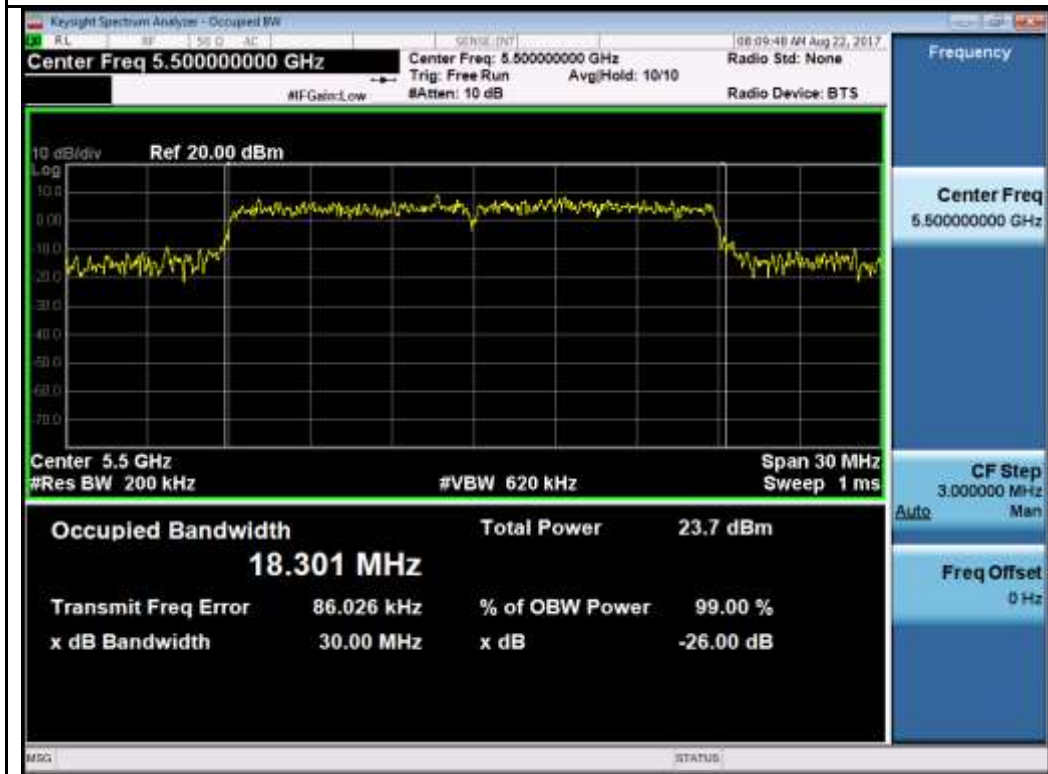 Keysight Spectrum Analyzer - Occupied BW
RL RF 50 Ω AC SENSE:INT 08:09:48 AM Aug 22, 2017
Center Freq 5.500000000 GHz Center Freq: 5.500000000 GHz Radio Std: None
Trig: Free Run Avg|Hold: 10/10
#IFGain:Low #Atten: 10 dB Radio Device: BTS
10 dB/div Ref 20.00 dBm
Log
10.0
0.00
-10.0
-20.0
-30.0
-40.0
-50.0
-60.0
-70.0
Center 5.5 GHz Span 30 MHz
#Res BW 200 kHz #VBW 620 kHz Sweep 1 ms
Occupied Bandwidth Total Power 23.7 dBm
18.301 MHz
Transmit Freq Error 86.026 kHz % of OBW Power 99.00 %
x dB Bandwidth 30.00 MHz x dB -26.00 dB
MSG STATUS
Frequency
Center Freq
5.500000000 GHz
CF Step
3.000000 MHz
Auto Man
Freq Offset
0 Hz